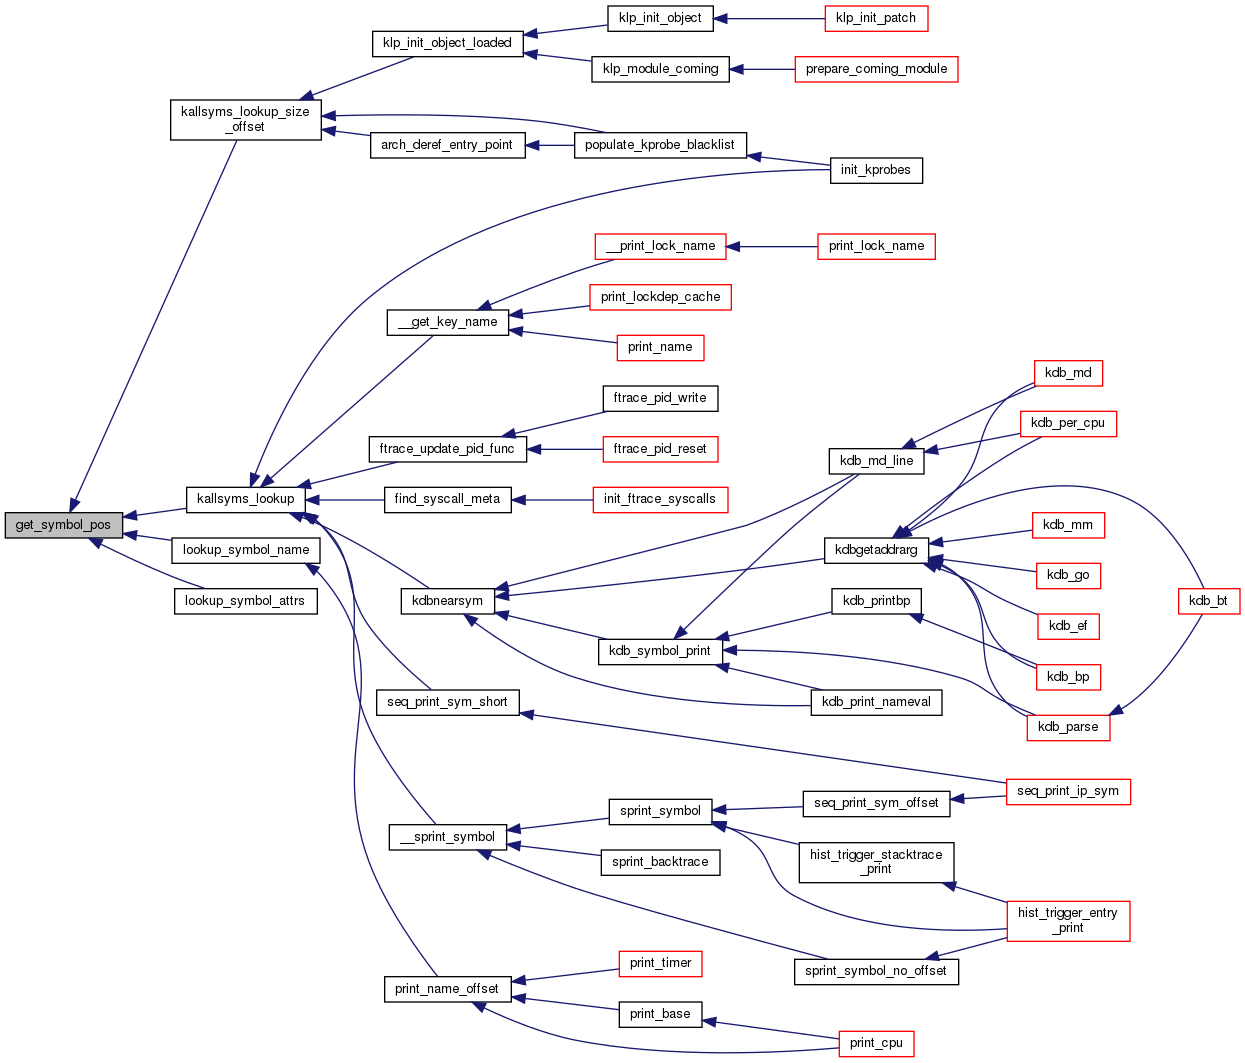 klp_init_object
klp_init_patch
klp_init_object_loaded
klp_module_coming
prepare_coming_module
kallsyms_lookup_size
_offset
arch_deref_entry_point
populate_kprobe_blacklist
init_kprobes
__print_lock_name
print_lock_name
print_lockdep_cache
__get_key_name
print_name
kdb_md
ftrace_pid_write
kdb_per_cpu
ftrace_update_pid_func
ftrace_pid_reset
kdb_md_line
kallsyms_lookup
find_syscall_meta
init_ftrace_syscalls
get_symbol_pos
kdb_mm
lookup_symbol_name
kdbgetaddrarg
kdb_go
lookup_symbol_attrs
kdbnearsym
kdb_printbp
kdb_bt
kdb_ef
kdb_symbol_print
kdb_bp
seq_print_sym_short
kdb_print_nameval
kdb_parse
seq_print_ip_sym
sprint_symbol
seq_print_sym_offset
__sprint_symbol
sprint_backtrace
hist_trigger_stacktrace
_print
hist_trigger_entry
_print
print_timer
sprint_symbol_no_offset
print_name_offset
print_base
print_cpu